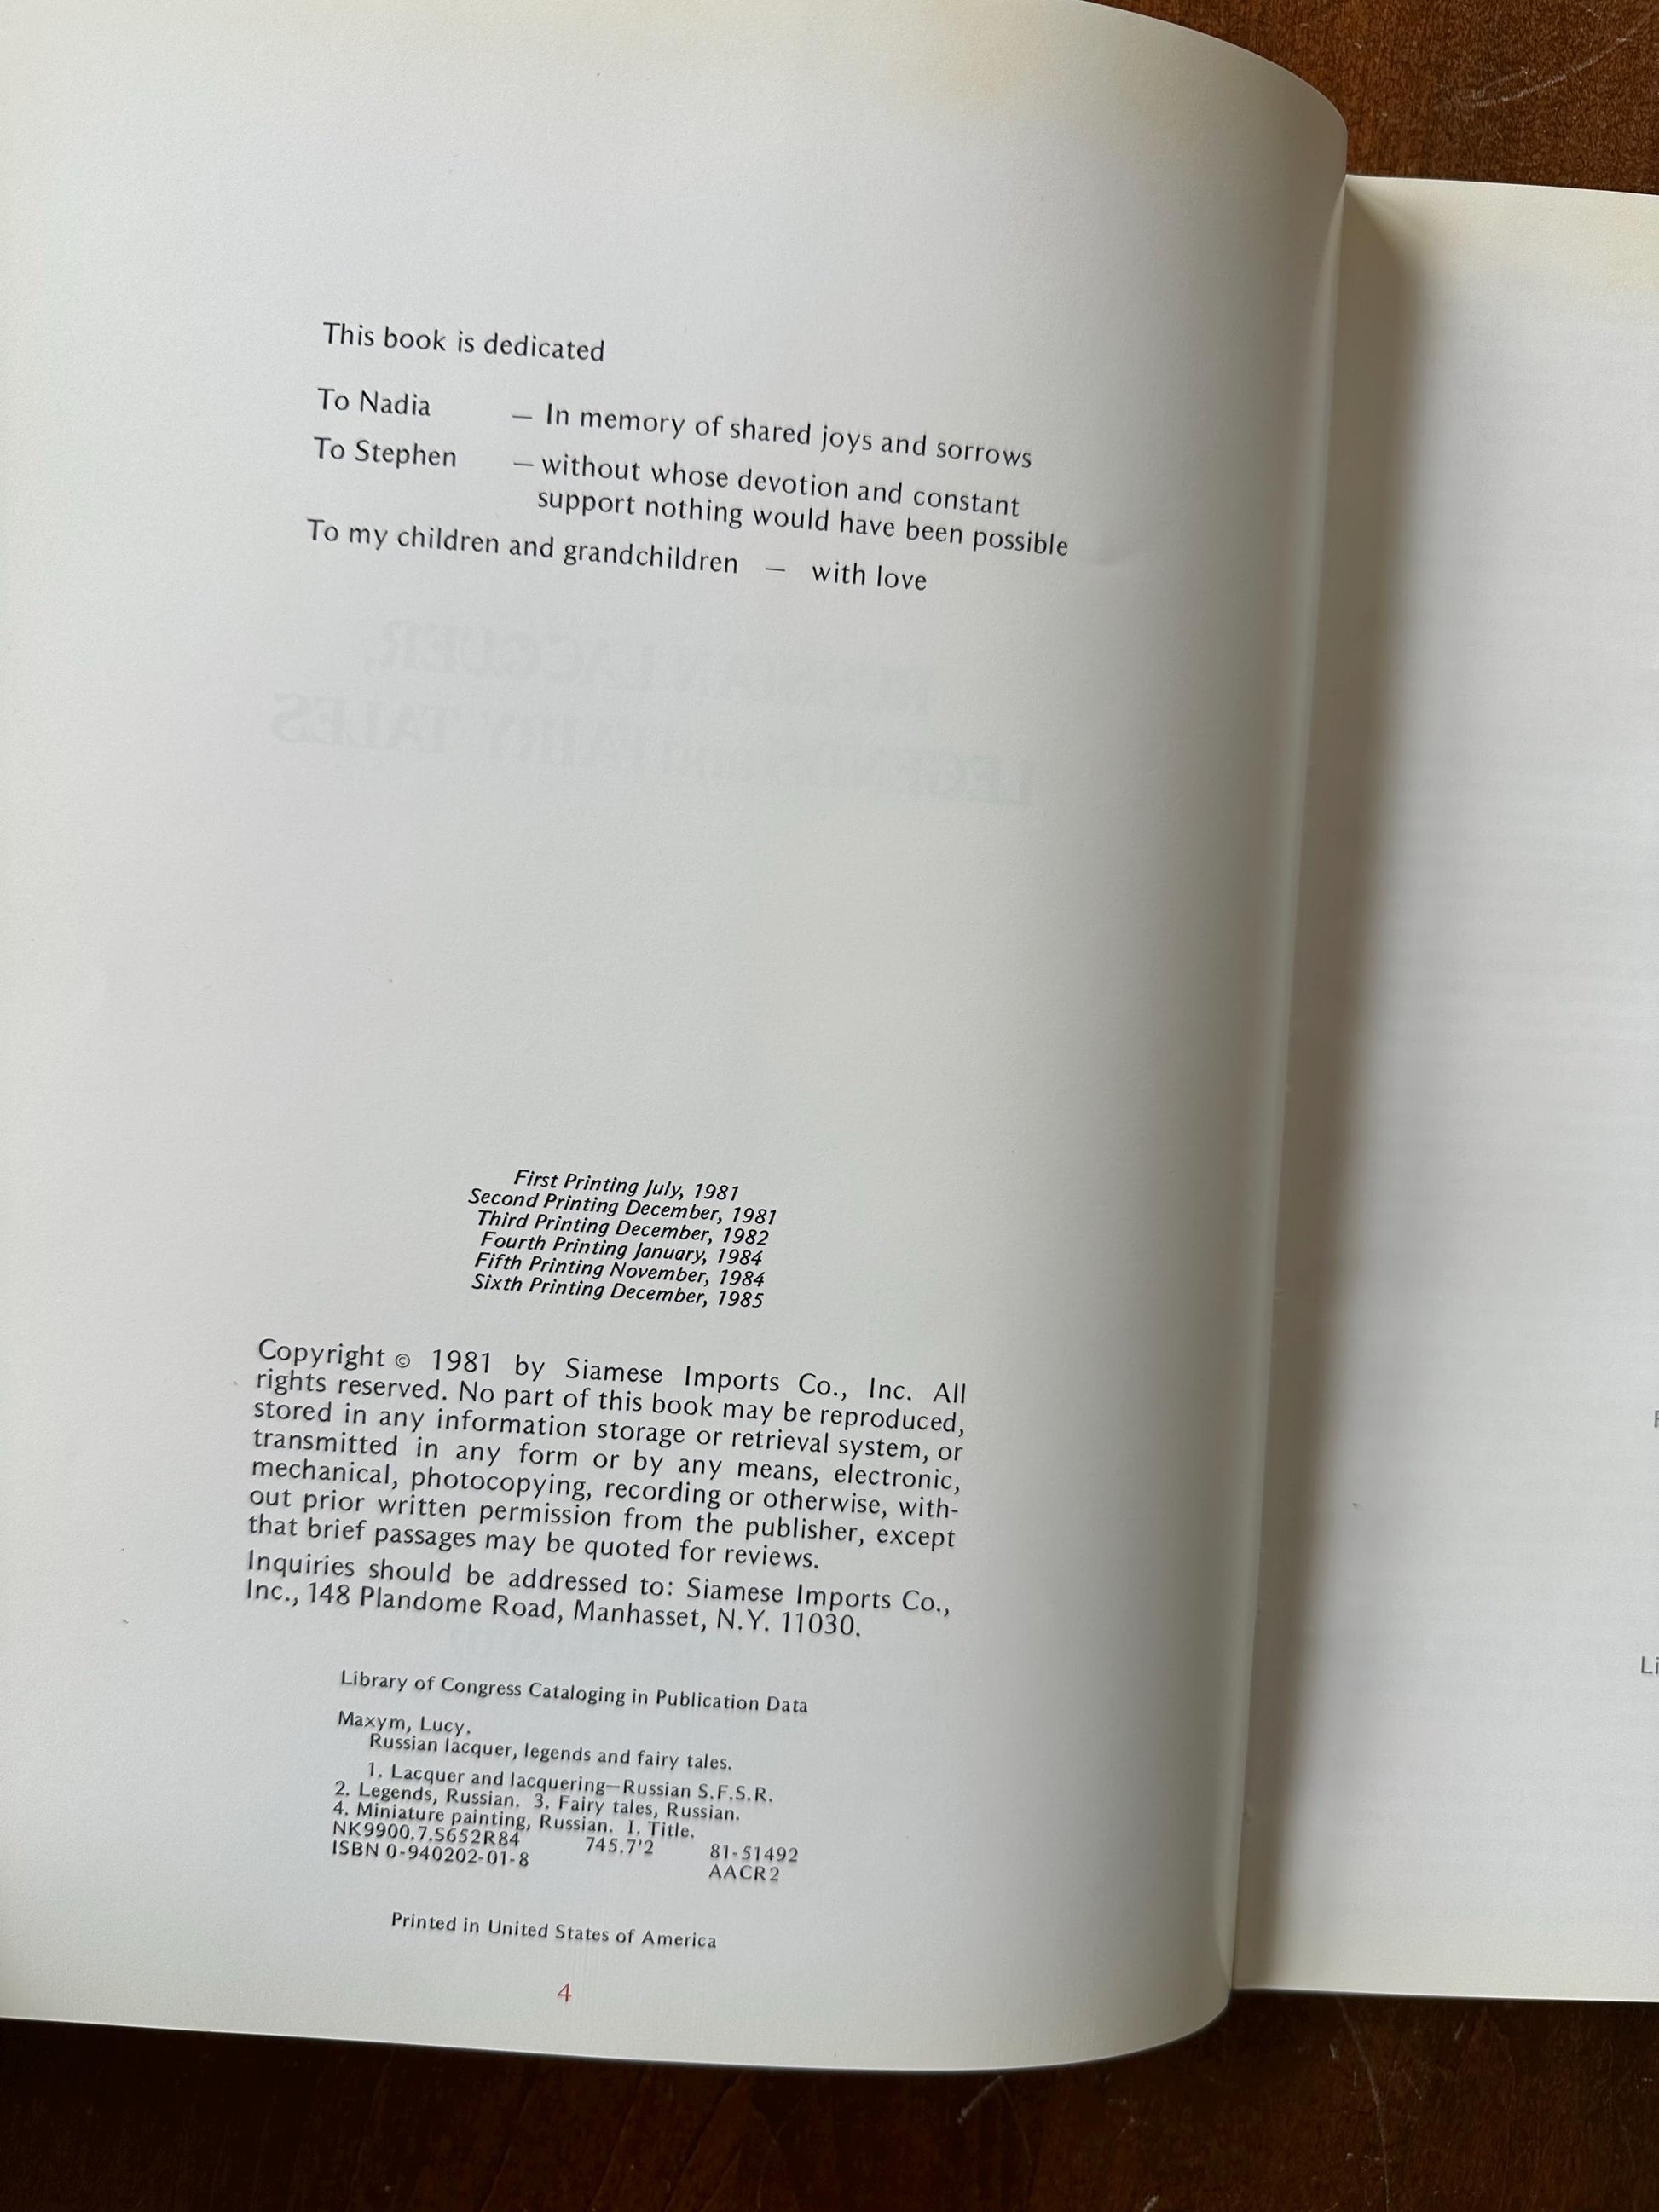 This book is dedicated
To Nadia — In memory of shared joys and sorrows
To Stephen — without whose devotion and constant
support nothing would have been possible
To my children and grandchildren — with love
RUSSIAN LACQUER,
LEGENDS and FAIRY TALES
First Printing July, 1981
Second Printing December, 1981
Third Printing December, 1982
Fourth Printing January, 1984
Fifth Printing November, 1984
Sixth Printing December, 1985
Copyright © 1981 by Siamese Imports Co., Inc. All
rights reserved. No part of this book may be reproduced,
stored in any information storage or retrieval system, or
transmitted in any form or by any means, electronic,
mechanical, photocopying, recording or otherwise, with-
out prior written permission from the publisher, except
that brief passages may be quoted for reviews.
Inquiries should be addressed to: Siamese Imports Co.,
Inc., 148 Plandome Road, Manhasset, N.Y. 11030.
Library of Congress Cataloging in Publication Data
Maxym, Lucy.
Russian lacquer, legends and fairy tales.
1. Lacquer and lacquering—Russian S.F.S.R.
2. Legends, Russian. 3. Fairy tales, Russian.
4. Miniature painting, Russian. I. Title.
NK9900.7.S652R84 745.7'2 81-51492
ISBN 0-940202-01-8 AACR2
Printed in United States of America
4
Li